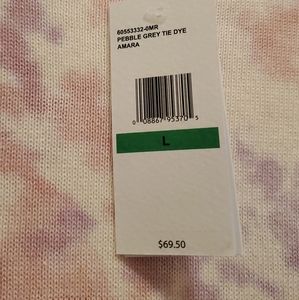 60553332-0MR
PEBBLE GREY TIE DYE
AMARA
0 08867 95370 5
L
$69.50